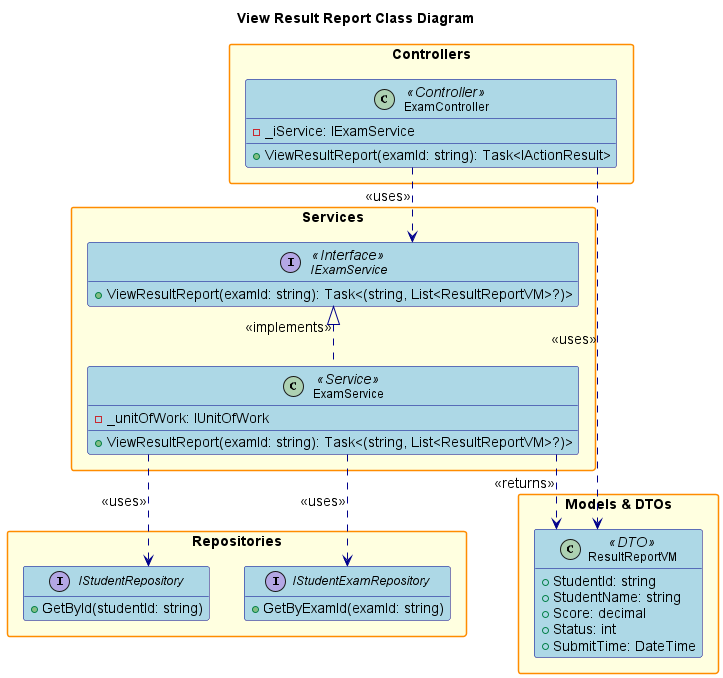 View Result Report Class Diagram
Controllers
C
«Controller»
ExamController
_iService: IExamService
ViewResultReport(examId: string): Task<IActionResult>
«uses»
Services
I
«Interface»
IExamService
ViewResultReport(examId: string): Task<(string, List<ResultReportVM>?)>
«implements»
«uses»
C
«Service»
ExamService
_unitOfWork: IUnitOfWork
ViewResultReport(examId: string): Task<(string, List<ResultReportVM>?)>
«uses»
«uses»
«returns»
Repositories
I
IStudentRepository
GetById(studentId: string)
I
IStudentExamRepository
GetByExamId(examId: string)
Models & DTOs
C
«DTO»
ResultReportVM
StudentId: string
StudentName: string
Score: decimal
Status: int
SubmitTime: DateTime